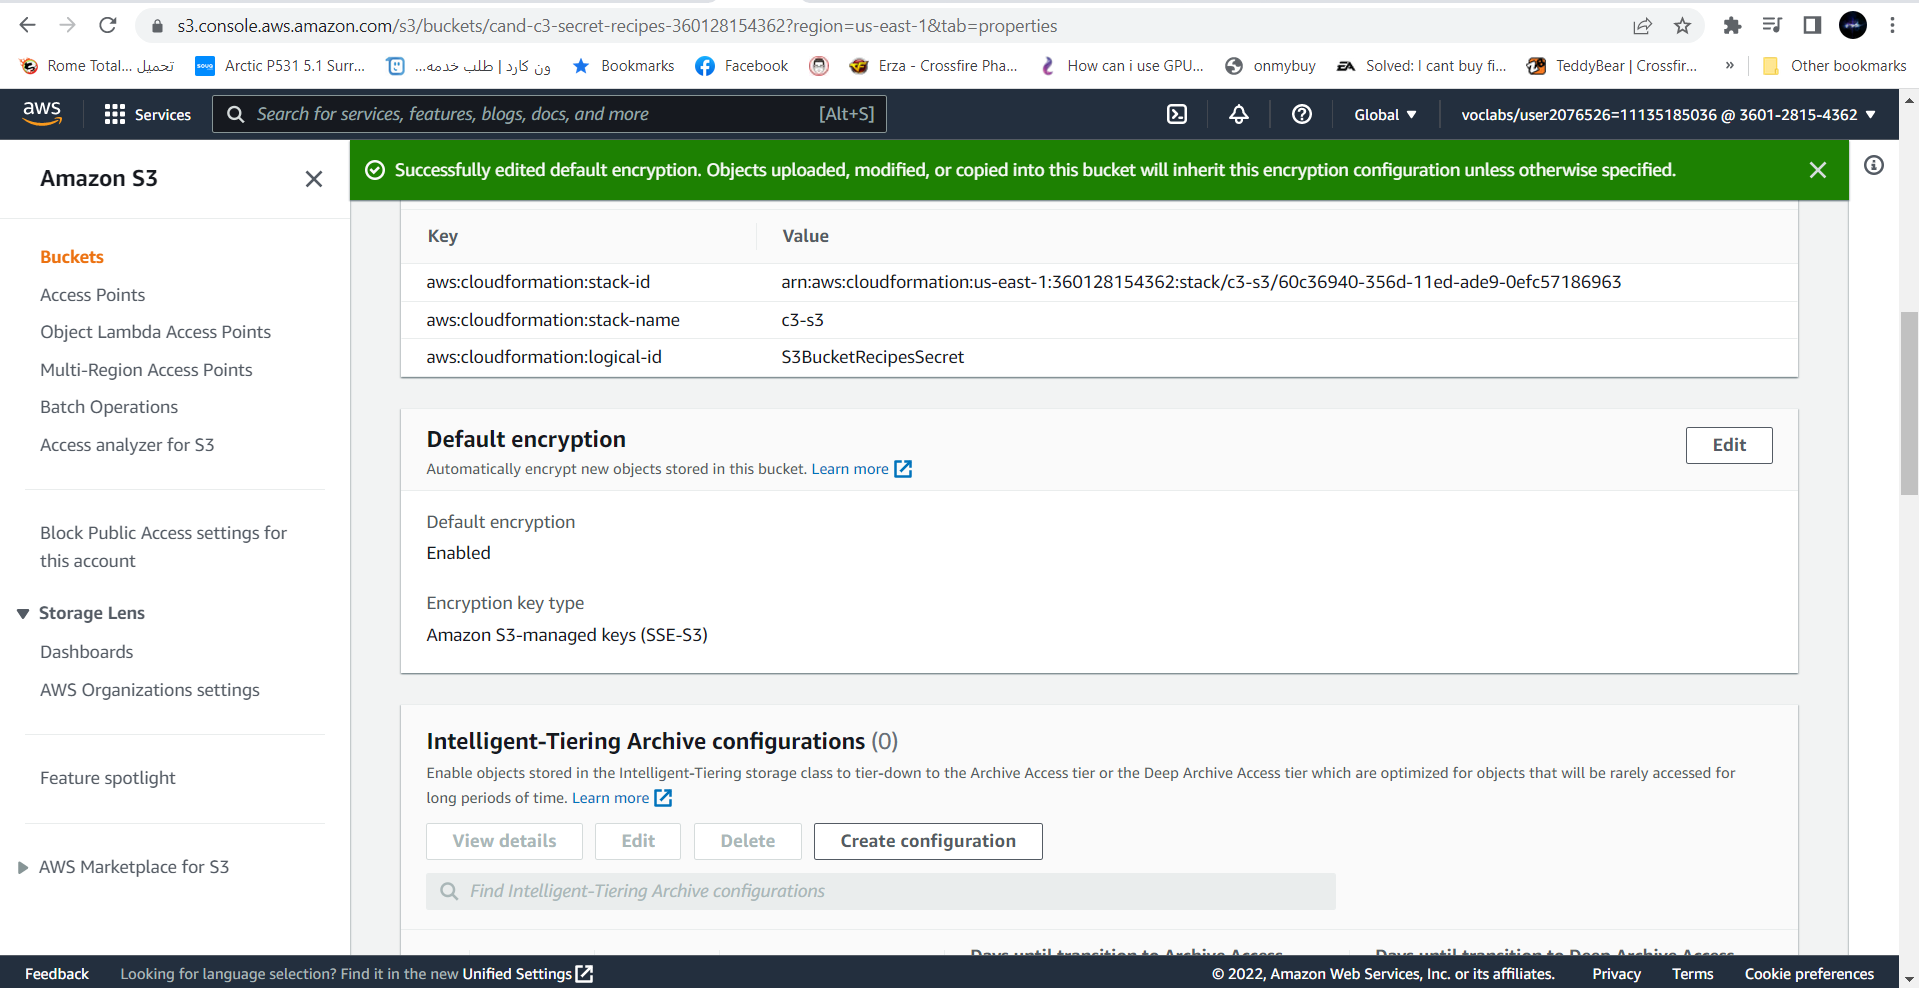 s3.console.aws.amazon.com/s3/buckets/cand-c3-secret-recipes-360128154362?region=us-east-1&tab=properties
Rome Total... تحميل
Arctic P531 5.1 Surr...
ون كارد | طلب خدمه...
Bookmarks
Facebook
Erza - Crossfire Pha...
How can i use GPU...
onmybuy
EA
Solved: I cant buy fi...
TeddyBear | Crossfir...
»
Other bookmarks
aws
Services
Search for services, features, blogs, docs, and more
[Alt+S]
Global
voclabs/user2076526=11135185036 @ 3601-2815-4362
Amazon S3
Buckets
Access Points
Object Lambda Access Points
Multi-Region Access Points
Batch Operations
Access analyzer for S3
Block Public Access settings for
this account
Storage Lens
Dashboards
AWS Organizations settings
Feature spotlight
AWS Marketplace for S3
Successfully edited default encryption. Objects uploaded, modified, or copied into this bucket will inherit this encryption configuration unless otherwise specified.
Key Value
aws:cloudformation:stack-id arn:aws:cloudformation:us-east-1:360128154362:stack/c3-s3/60c36940-356d-11ed-ade9-0efc57186963
aws:cloudformation:stack-name c3-s3
aws:cloudformation:logical-id S3BucketRecipesSecret
Default encryption
Edit
Automatically encrypt new objects stored in this bucket. Learn more
Default encryption
Enabled
Encryption key type
Amazon S3-managed keys (SSE-S3)
Intelligent-Tiering Archive configurations (0)
Enable objects stored in the Intelligent-Tiering storage class to tier-down to the Archive Access tier or the Deep Archive Access tier which are optimized for objects that will be rarely accessed for
long periods of time. Learn more
View details Edit Delete Create configuration
Find Intelligent-Tiering Archive configurations
Days until transition to Archive Access Days until transition to Deep Archive Access
Feedback Looking for language selection? Find it in the new Unified Settings © 2022, Amazon Web Services, Inc. or its affiliates. Privacy Terms Cookie preferences